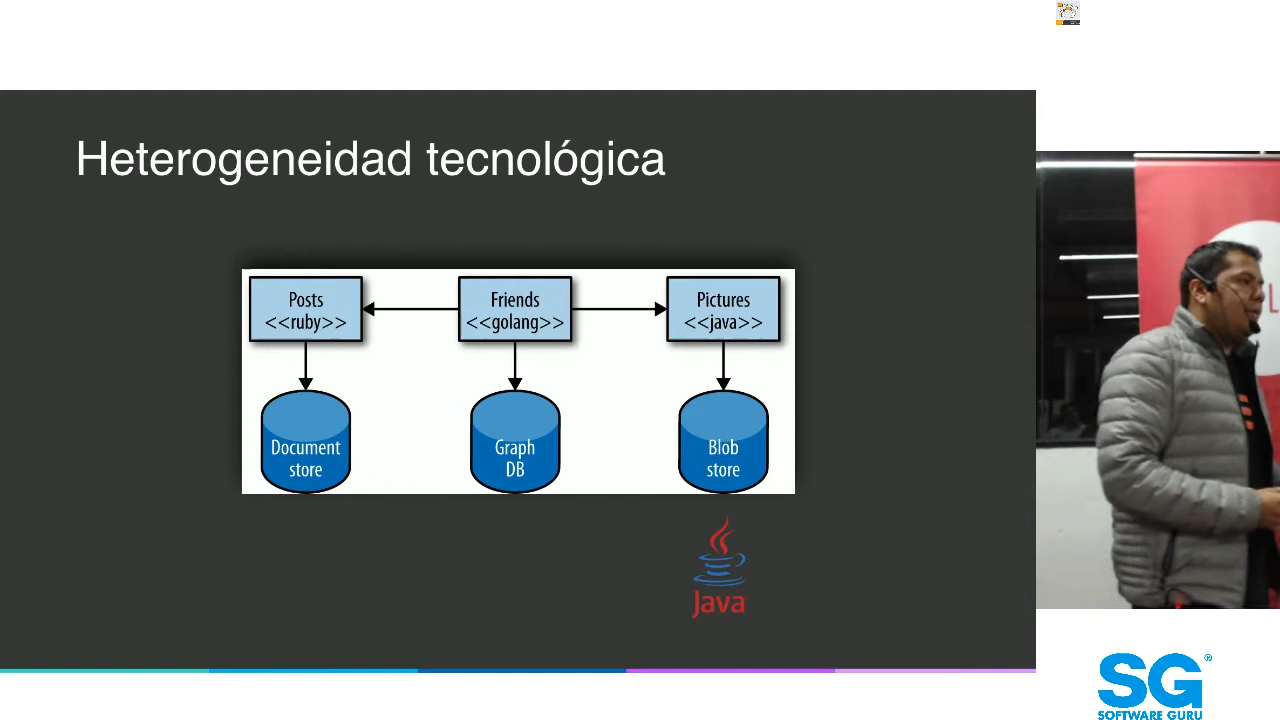 Heterogeneidad tecnológica
Posts
<<ruby>>
Friends
<<golang>>
Pictures
<<java>>
Document
store
Graph
DB
Blob
store
Java
L
SG®
SOFTWARE GURU